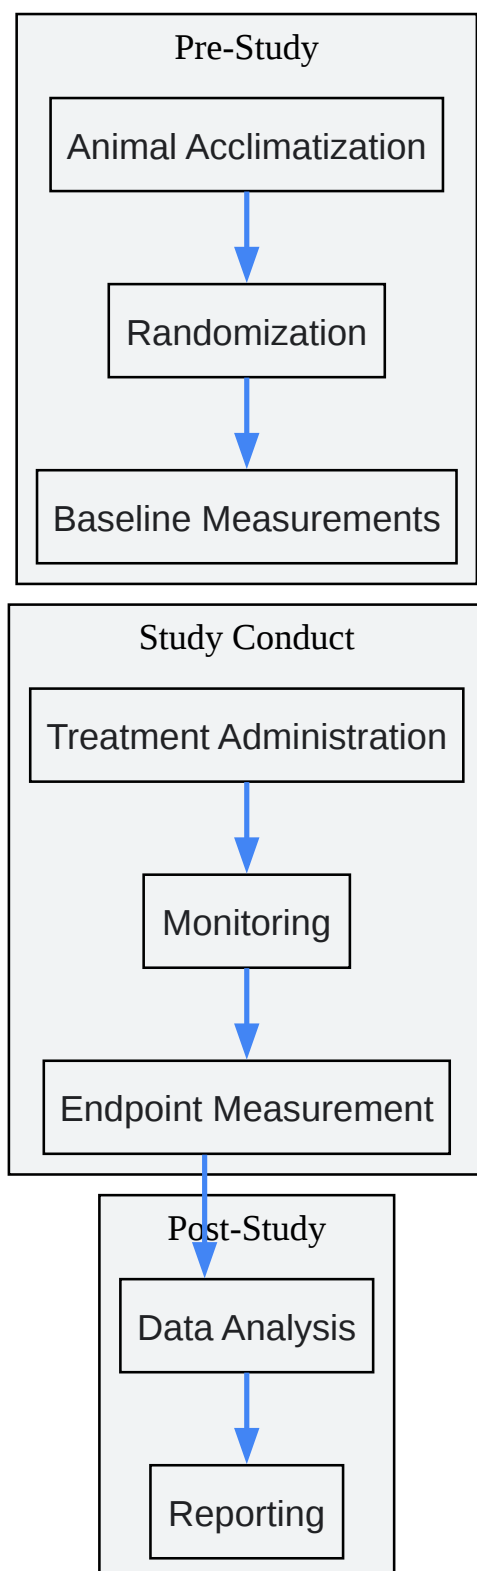 Pre-Study
Animal Acclimatization
Randomization
Baseline Measurements
Study Conduct
Treatment Administration
Monitoring
Endpoint Measurement
Post-Study
Data Analysis
Reporting